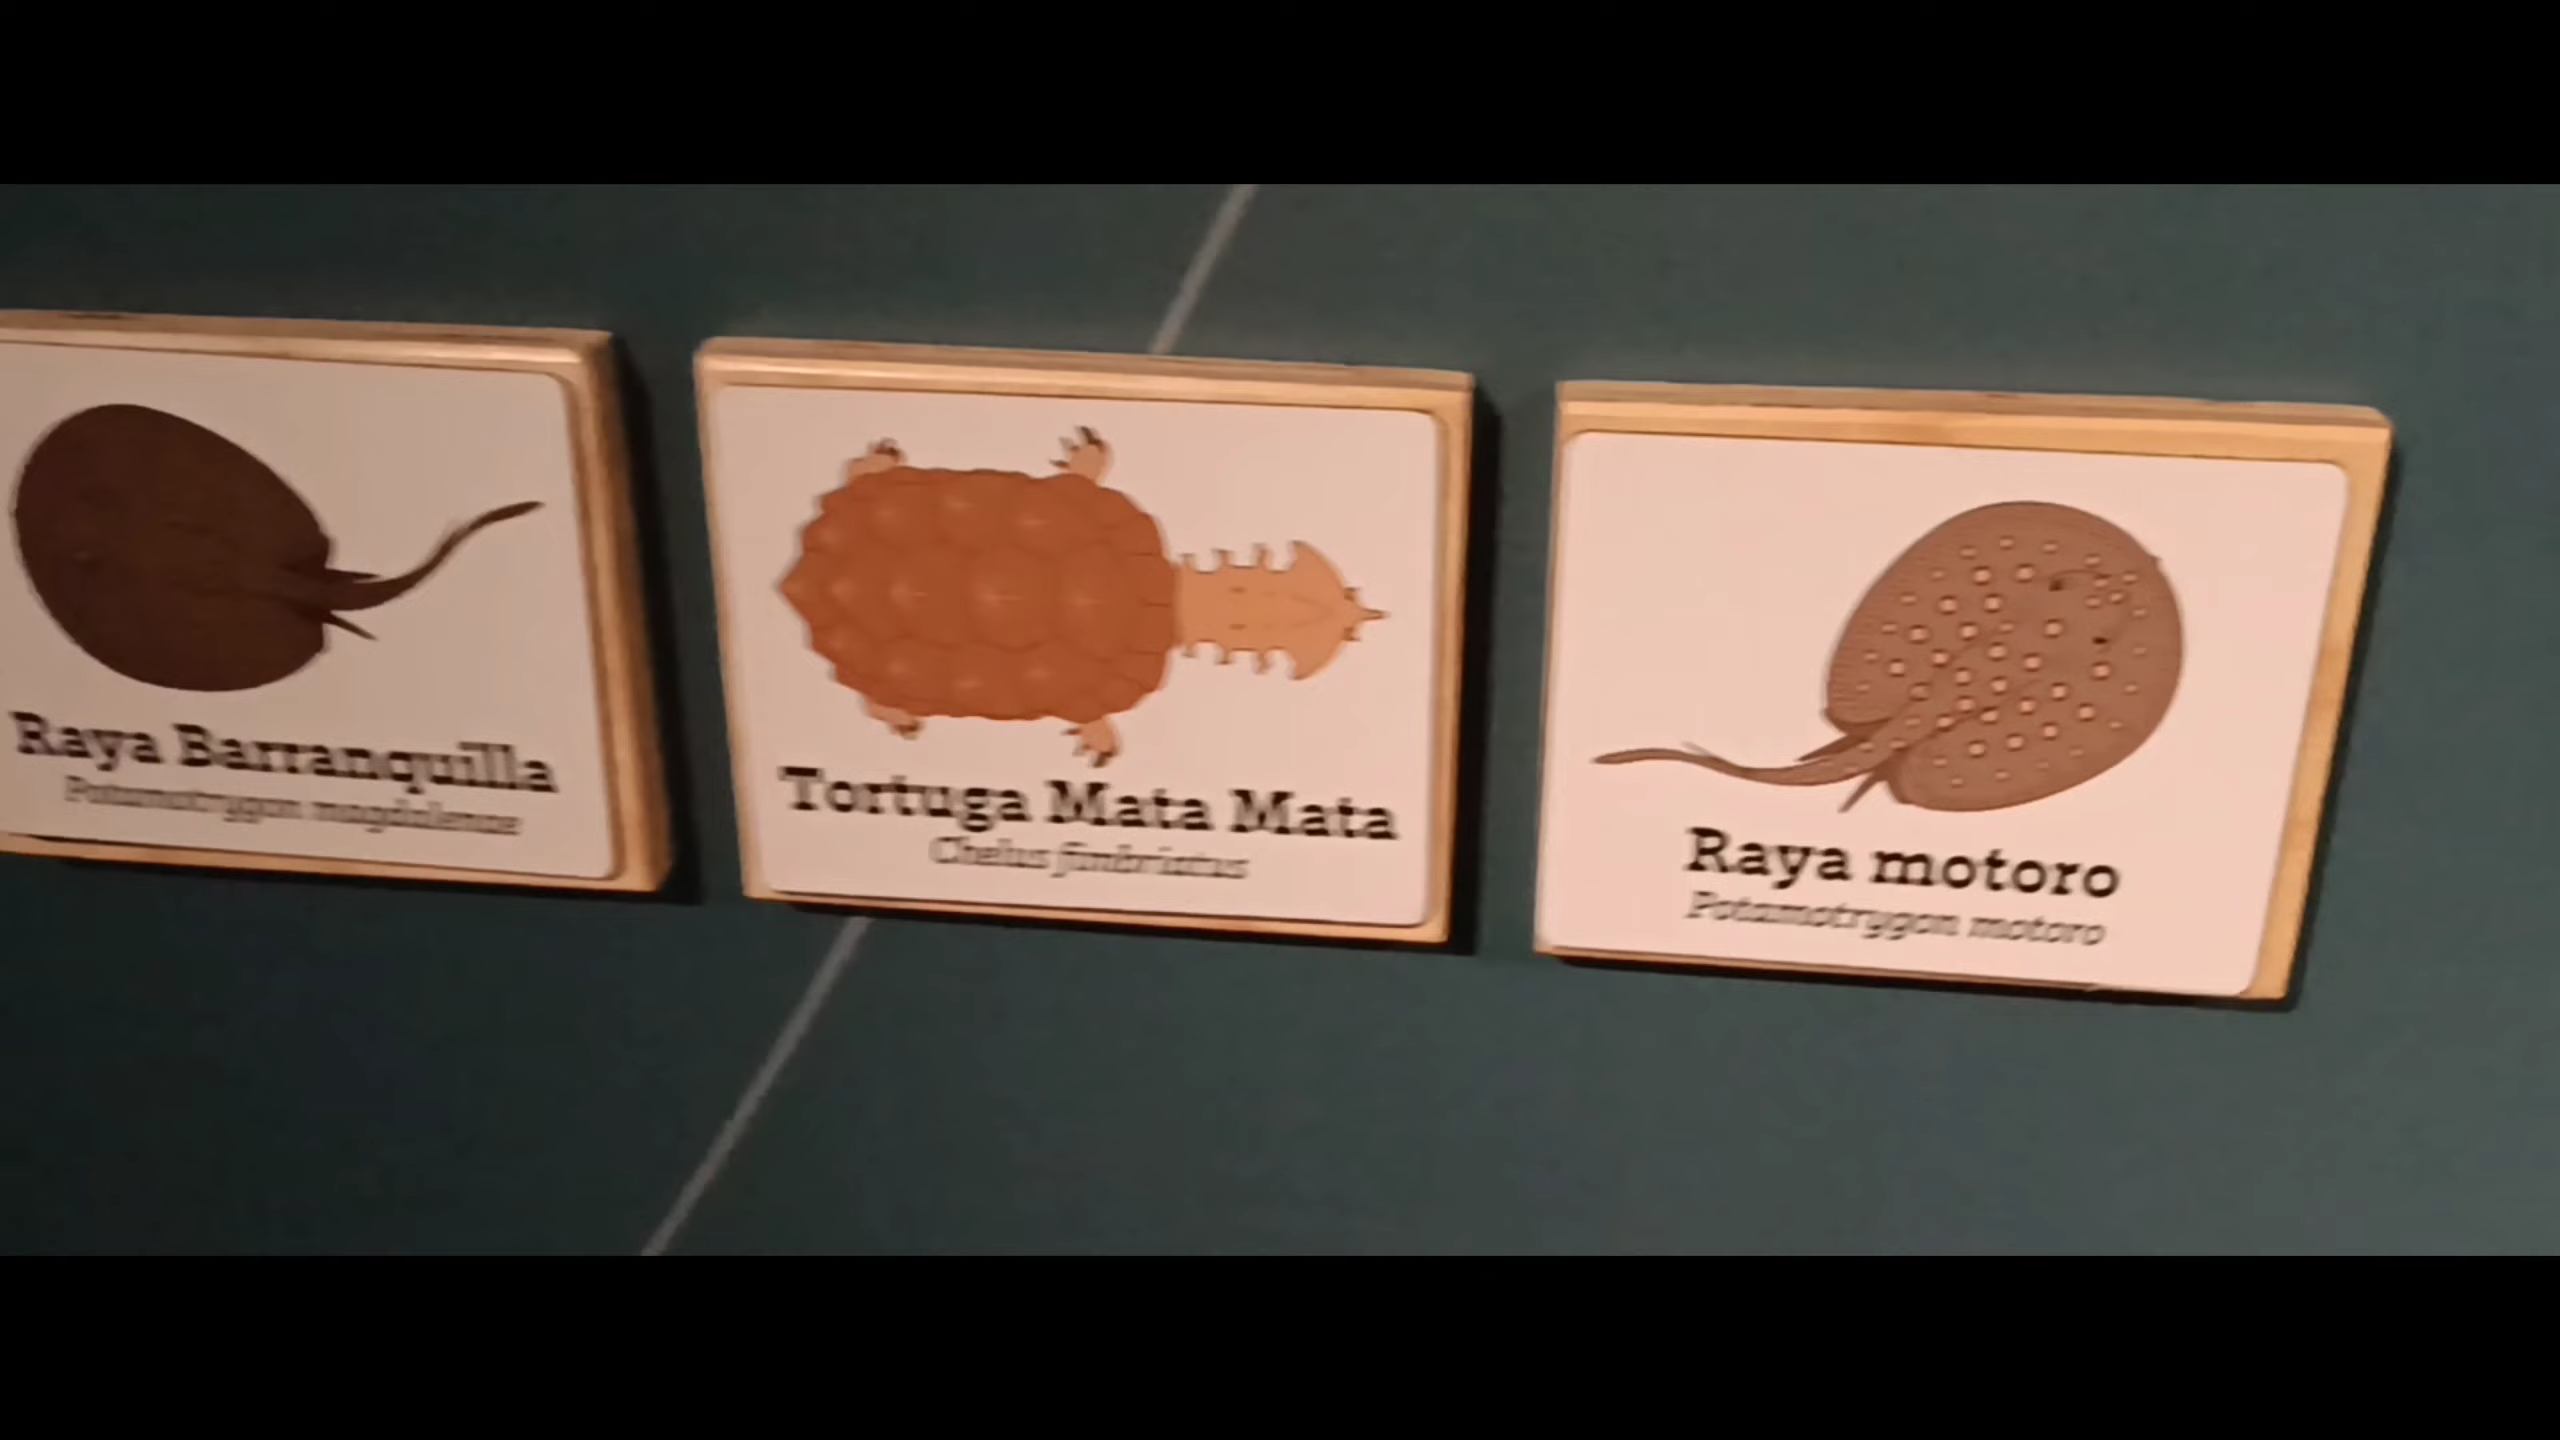 Raya Barranquilla
Potamotrygon magdalenae
Tortuga Mata Mata
Chelus fimbriatus
Raya motoro
Potamotrygon motoro